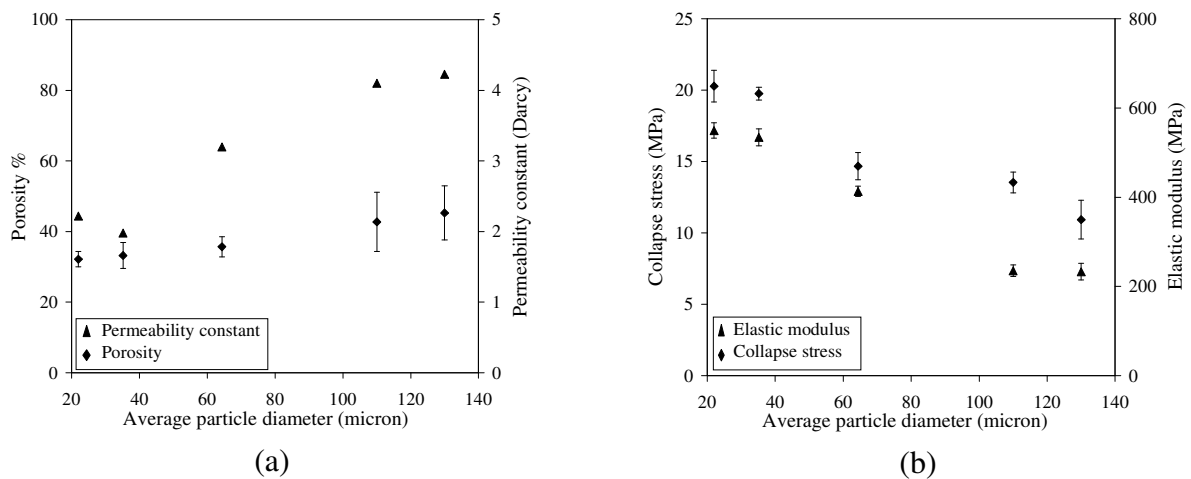 100
80
60
40
20
0
Porosity %
5
4
3
2
1
0
Permeability constant (Darcy)
Permeability constant
Porosity
20 40 60 80 100 120 140
Average particle diameter (micron)
(a)
25
20
15
10
5
0
Collapse stress (MPa)
800
600
400
200
0
Elastic modulus (MPa)
Elastic modulus
Collapse stress
20 40 60 80 100 120 140
Average particle diameter (micron)
(b)